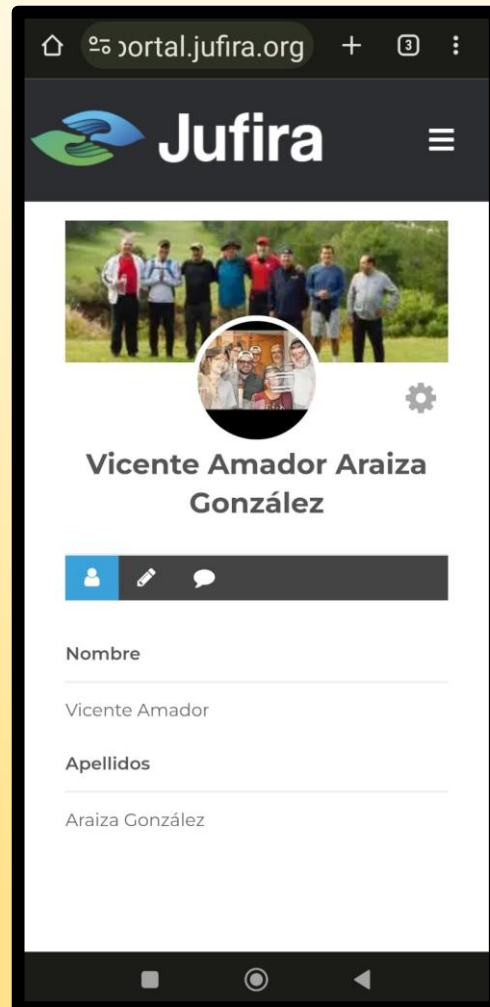 portal.jufira.org
3
Jufira
Vicente Amador Araiza
González
Nombre
Vicente Amador
Apellidos
Araiza González